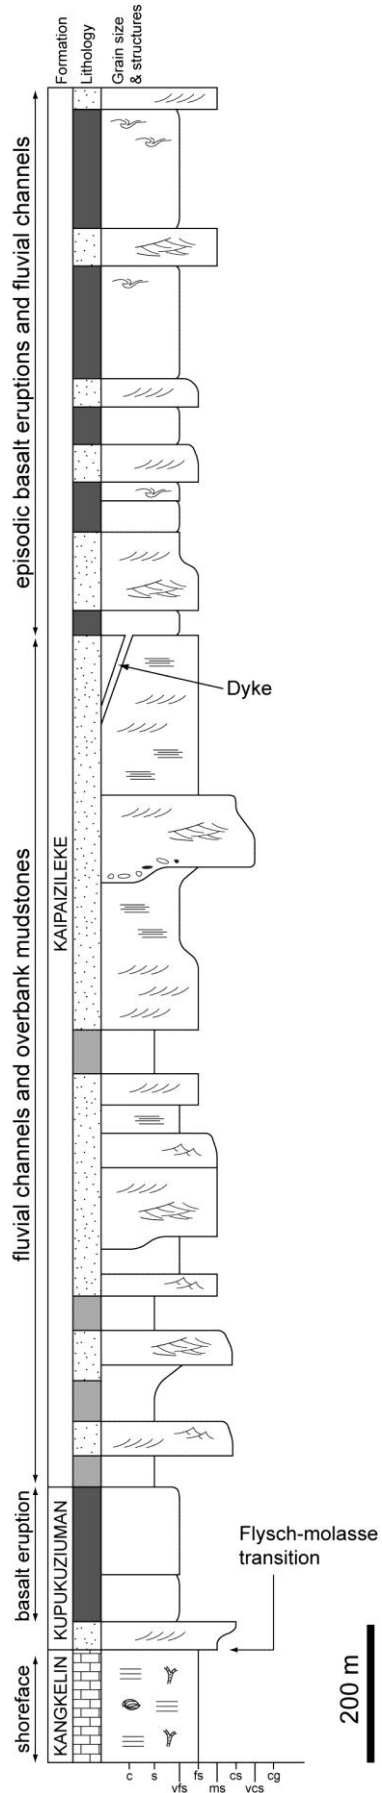 Formation
Lithology
Grain size
& structures
episodic basalt eruptions and fluvial channels
Dyke
KAIPAIZILEKE
fluvial channels and overbank mudstones
basalt eruption
KUPUKUZIUMAN
Flysch-molasse
transition
shoreface
KANGKELIN
200 m
c s fs cs cg
vfs ms vcs